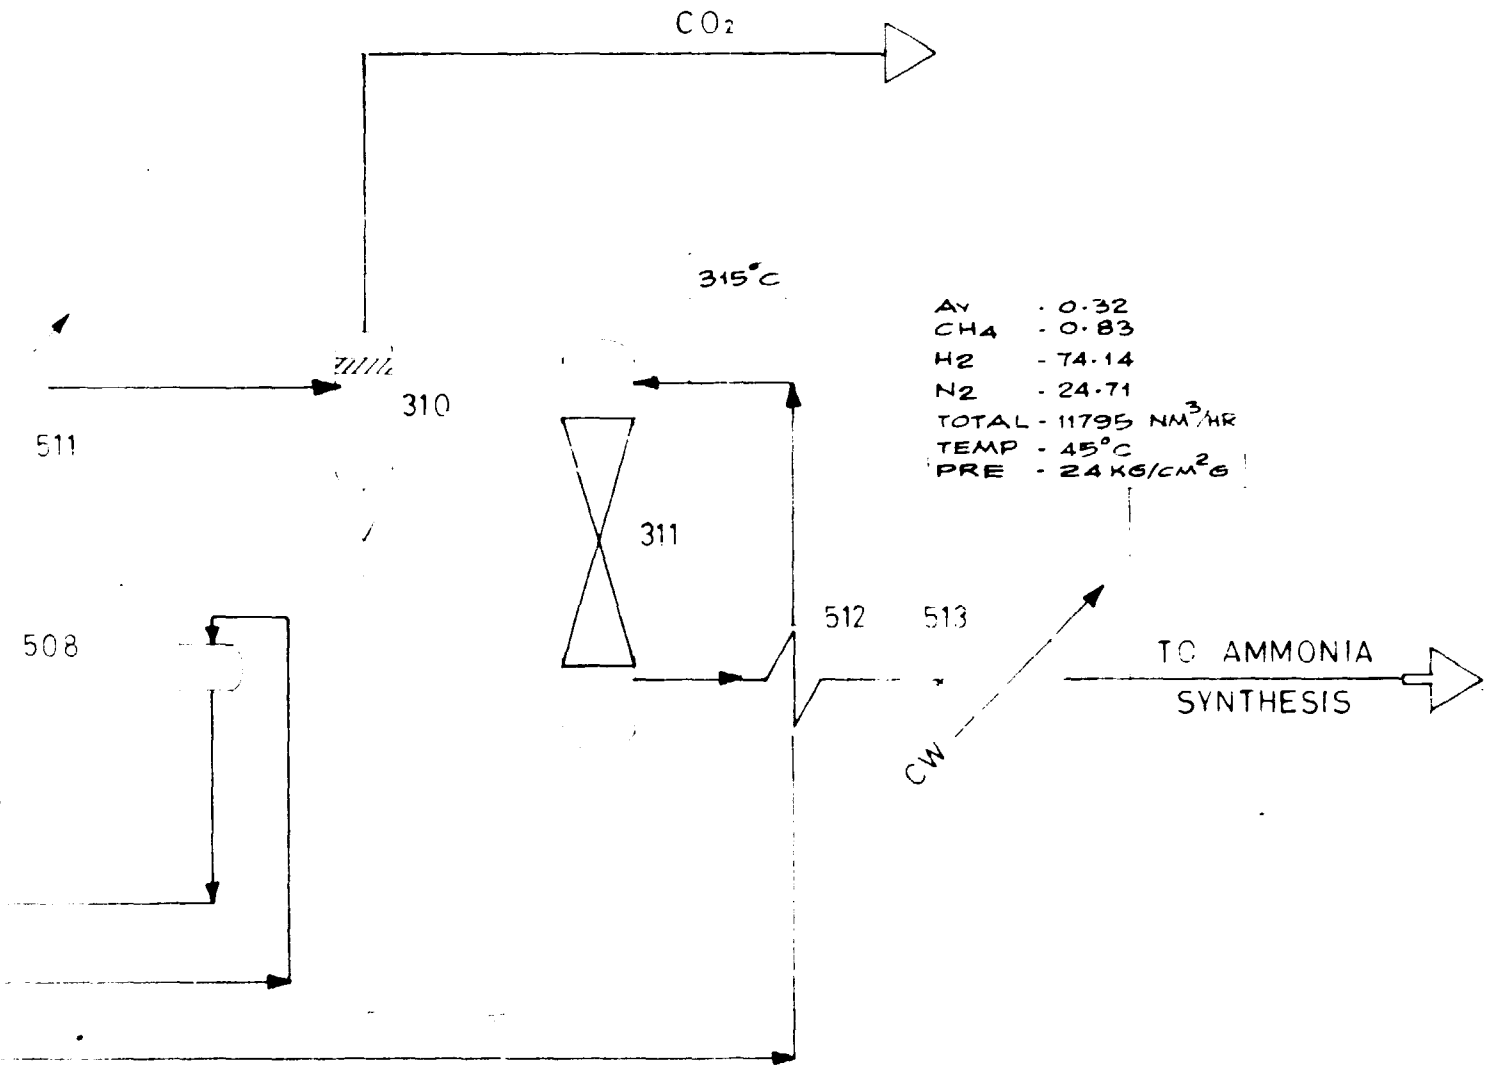 CO₂
315°C
Ar - 0.32
CH4 - 0.83
H2 - 74.14
N2 - 24.71
TOTAL - 11795 NM³/HR
TEMP - 45°C
PRE - 24 KG/CM²G
310
511
311
512
513
508
TO AMMONIA
SYNTHESIS
CW